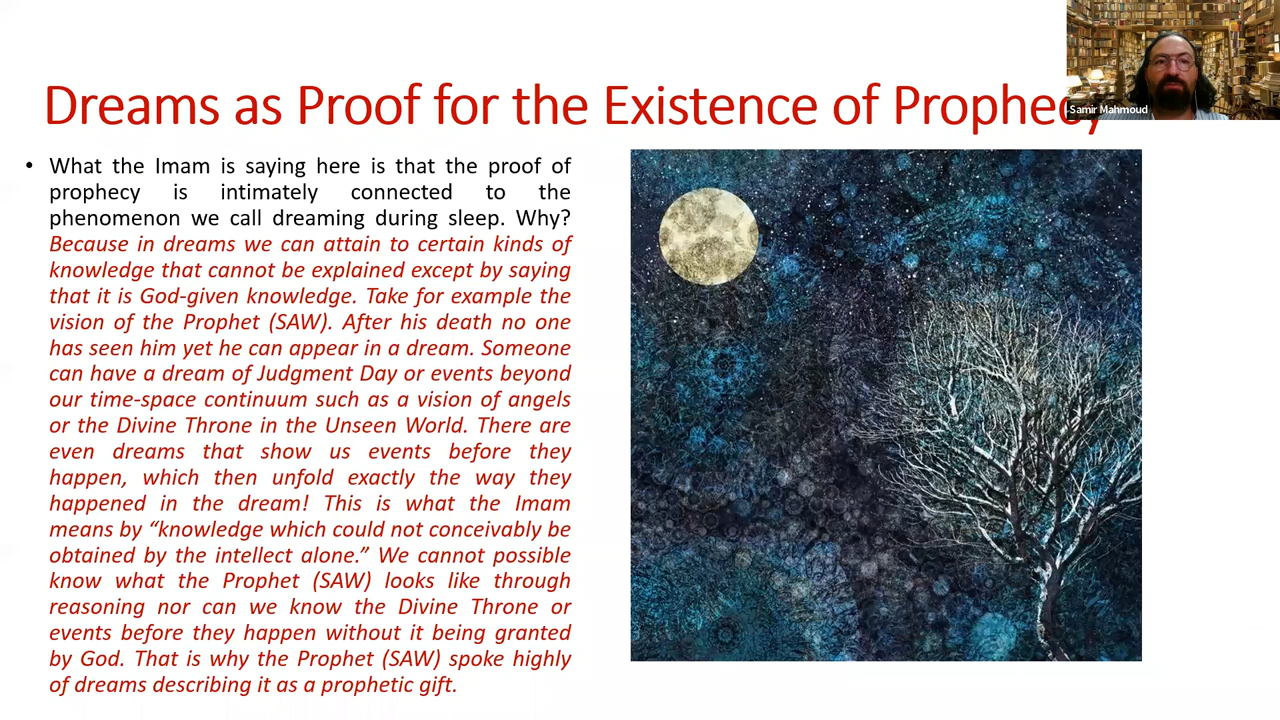 Dreams as Proof for the Existence of Prophecy
Samir Mahmoud
• What the Imam is saying here is that the proof of
prophecy is intimately connected to the
phenomenon we call dreaming during sleep. Why?
Because in dreams we can attain to certain kinds of
knowledge that cannot be explained except by saying
that it is God-given knowledge. Take for example the
vision of the Prophet (SAW). After his death no one
has seen him yet he can appear in a dream. Someone
can have a dream of Judgment Day or events beyond
our time-space continuum such as a vision of angels
or the Divine Throne in the Unseen World. There are
even dreams that show us events before they
happen, which then unfold exactly the way they
happened in the dream! This is what the Imam
means by “knowledge which could not conceivably be
obtained by the intellect alone.” We cannot possible
know what the Prophet (SAW) looks like through
reasoning nor can we know the Divine Throne or
events before they happen without it being granted
by God. That is why the Prophet (SAW) spoke highly
of dreams describing it as a prophetic gift.